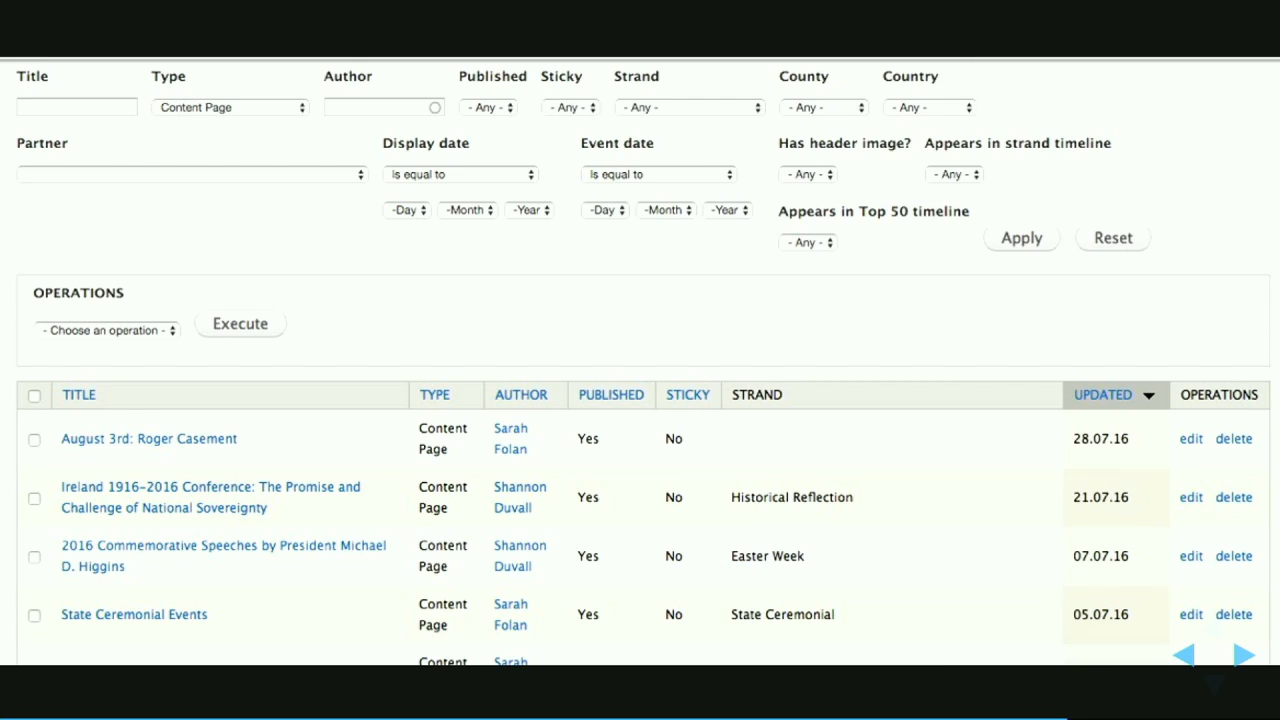 Title Type Author Published Sticky Strand County Country
Content Page - Any - - Any - - Any - - Any - - Any -
Partner Display date Event date Has header image? Appears in strand timeline
Is equal to Is equal to - Any - - Any -
-Day -Month -Year -Day -Month -Year Appears in Top 50 timeline
- Any - Apply Reset
OPERATIONS
- Choose an operation - Execute
TITLE TYPE AUTHOR PUBLISHED STICKY STRAND UPDATED OPERATIONS
August 3rd: Roger Casement Content Page Sarah Folan Yes No 28.07.16 edit delete
Ireland 1916–2016 Conference: The Promise and Challenge of National Sovereignty Content Page Shannon Duvall Yes No Historical Reflection 21.07.16 edit delete
2016 Commemorative Speeches by President Michael D. Higgins Content Page Shannon Duvall Yes No Easter Week 07.07.16 edit delete
State Ceremonial Events Content Page Sarah Folan Yes No State Ceremonial 05.07.16 edit delete
Content Sarah